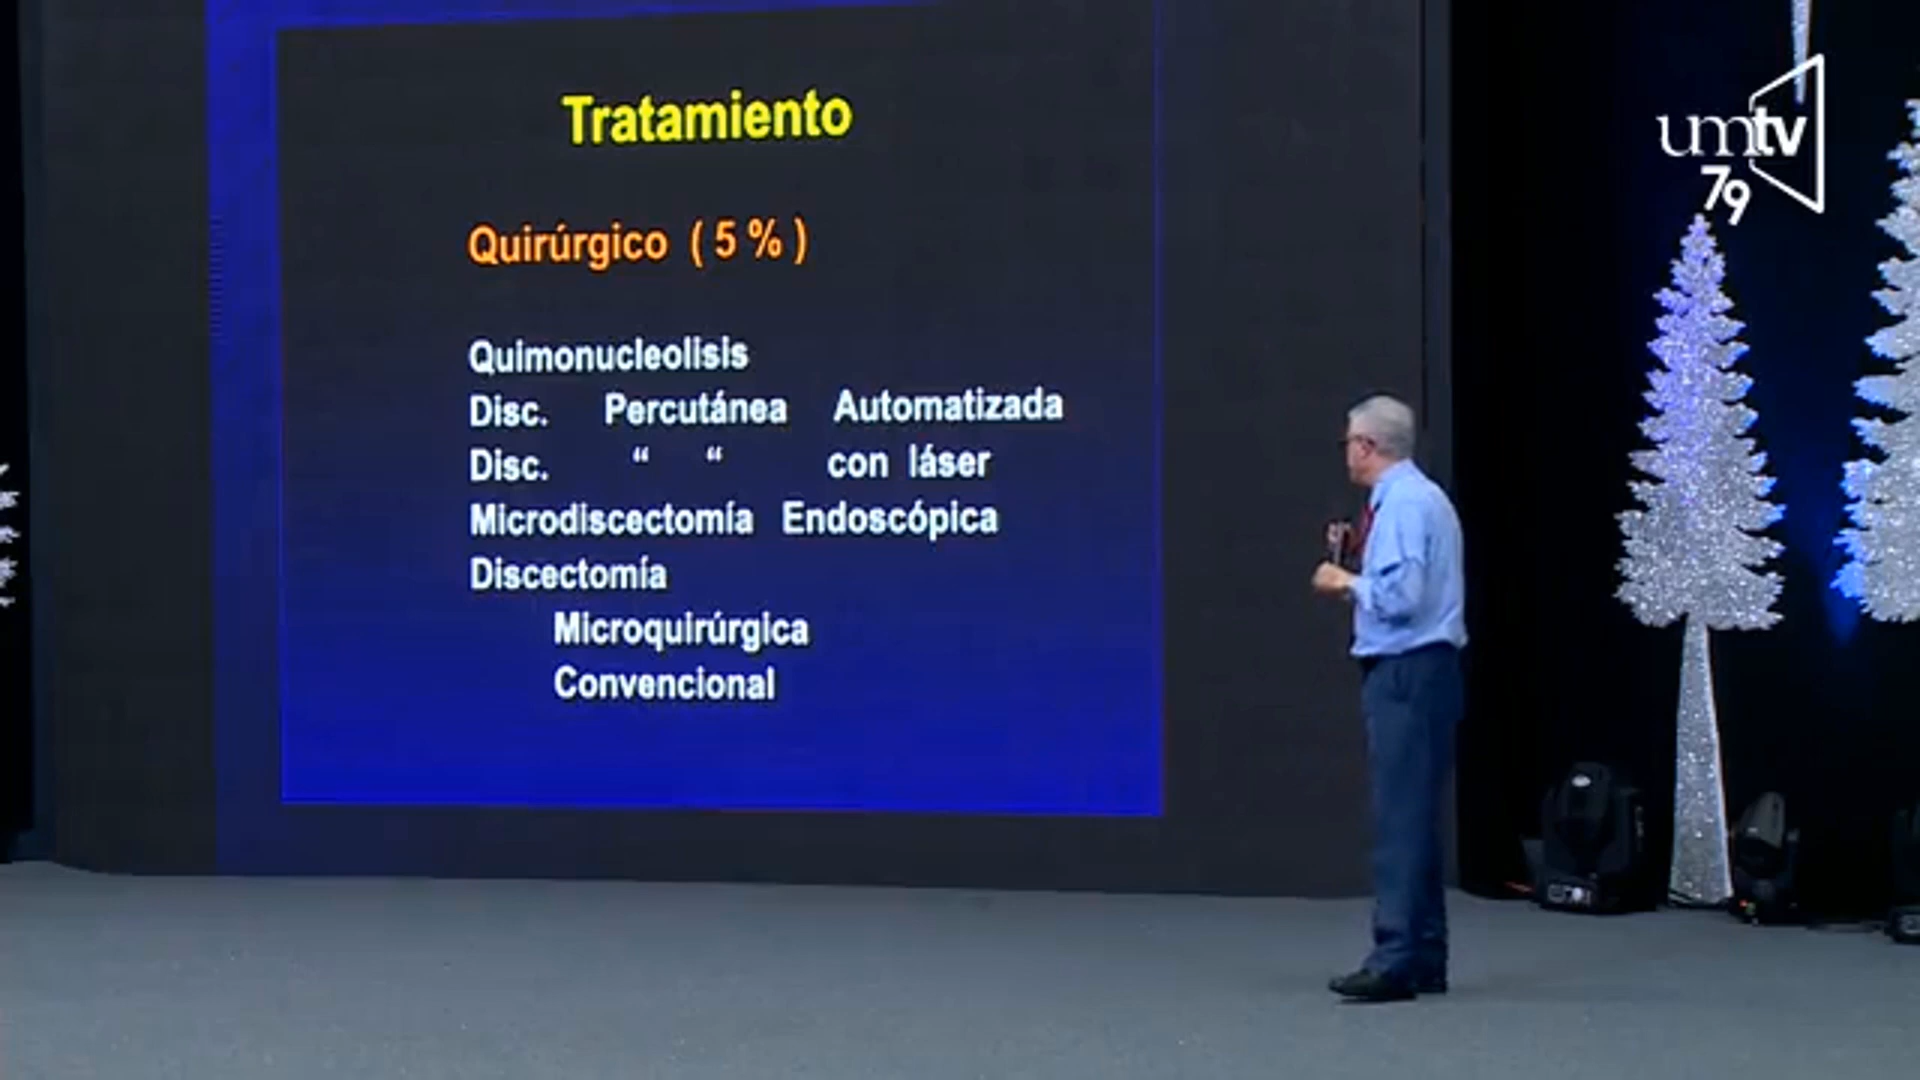 Tratamiento
Quirúrgico ( 5 % )
Quimonucleolisis
Disc. Percutánea Automatizada
Disc. “ “ con láser
Microdiscectomía Endoscópica
Discectomía
Microquirúrgica
Convencional
umtv
79